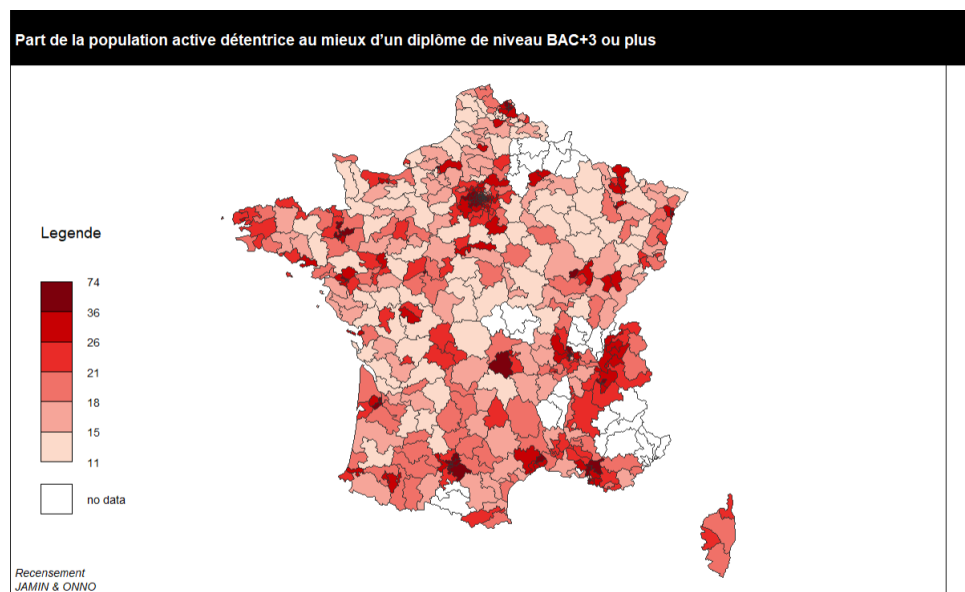 Part de la population active détentrice au mieux d'un diplôme de niveau BAC+3 ou plus
Legende
74
36
26
21
18
15
11
no data
Recensement
JAMIN & ONNO